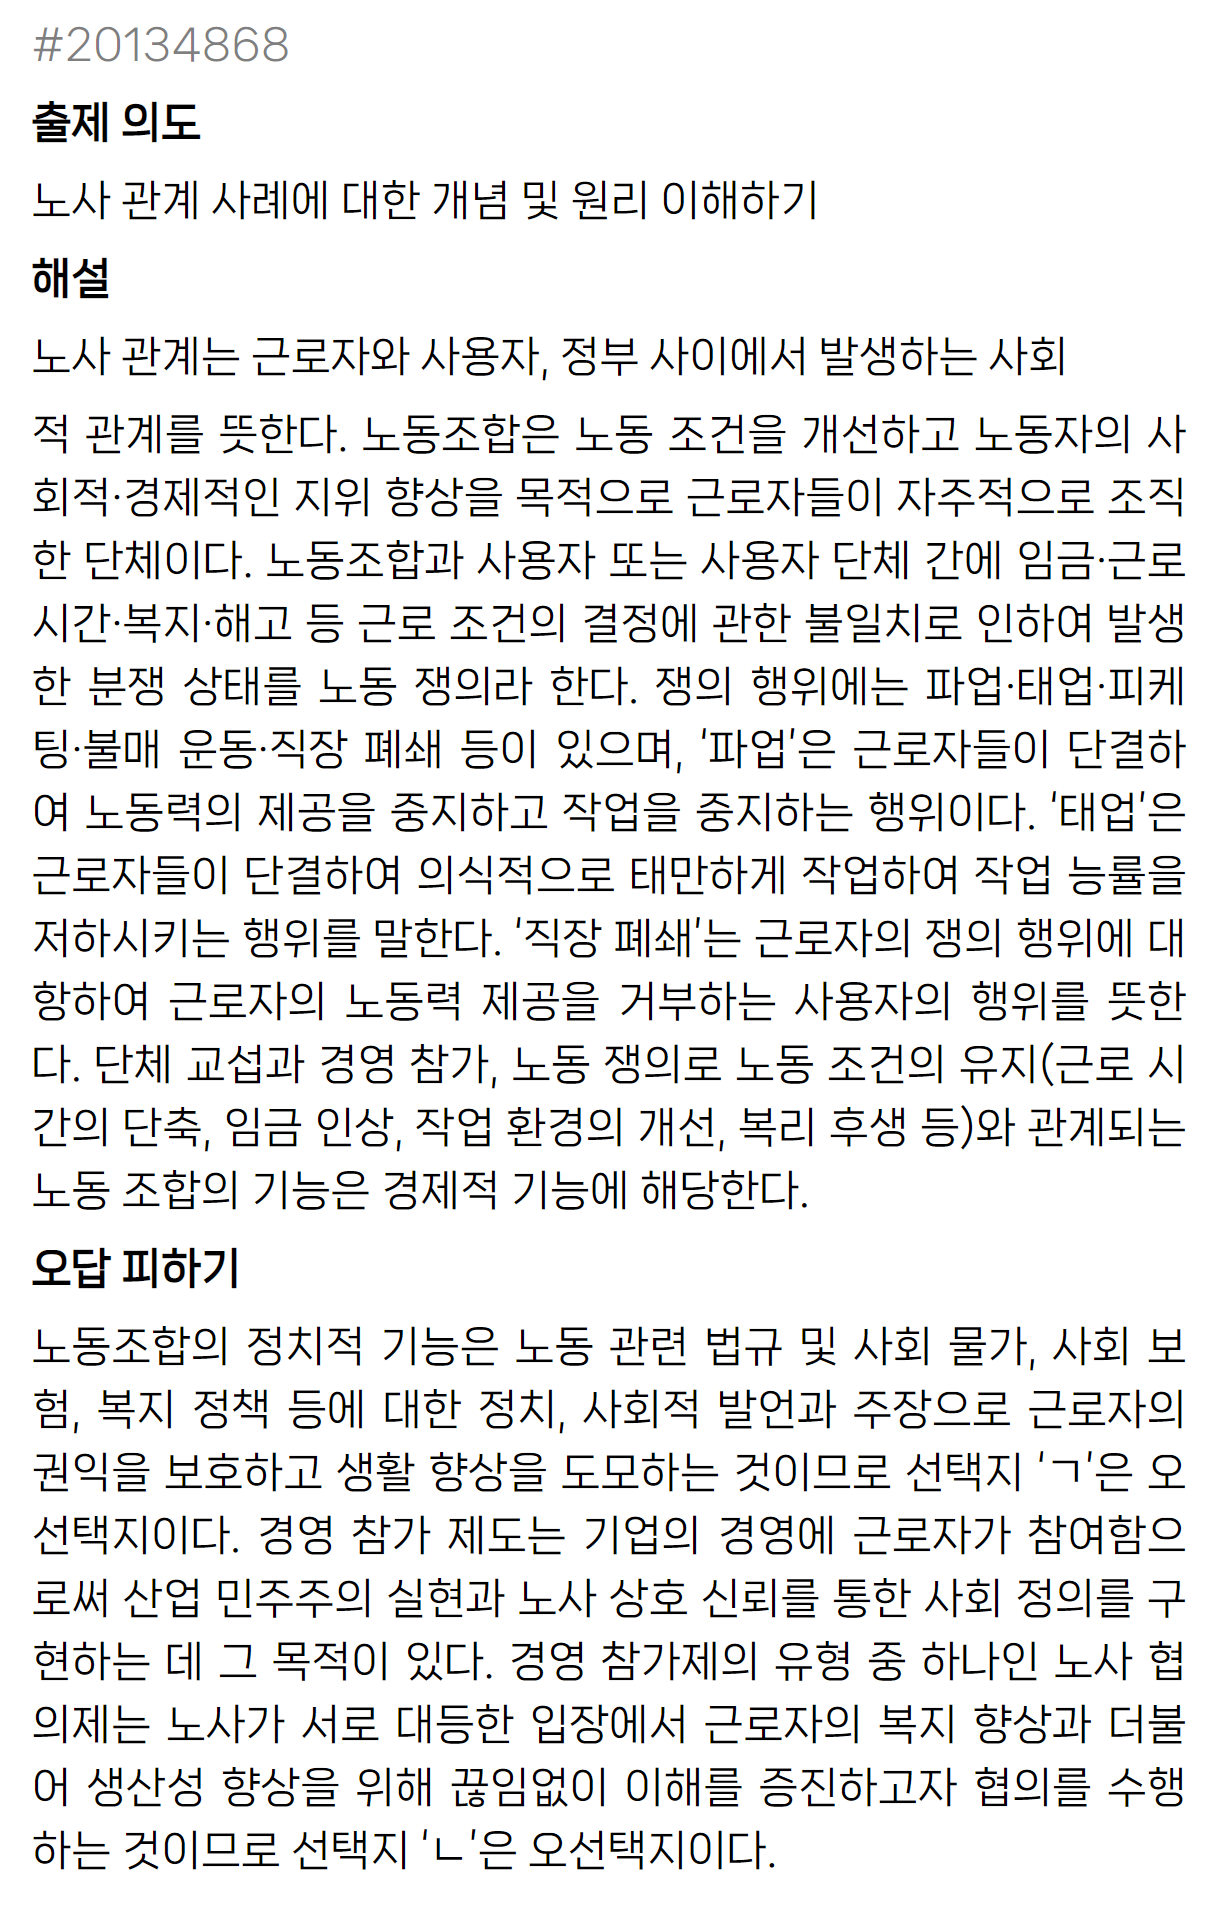 #20134868
출제 의도
노사 관계 사례에 대한 개념 및 원리 이해하기
해설
노사 관계는 근로자와 사용자, 정부 사이에서 발생하는 사회
적 관계를 뜻한다. 노동조합은 노동 조건을 개선하고 노동자의 사
회적·경제적인 지위 향상을 목적으로 근로자들이 자주적으로 조직
한 단체이다. 노동조합과 사용자 또는 사용자 단체 간에 임금·근로
시간·복지·해고 등 근로 조건의 결정에 관한 불일치로 인하여 발생
한 분쟁 상태를 노동 쟁의라 한다. 쟁의 행위에는 파업·태업·피케
팅·불매 운동·직장 폐쇄 등이 있으며, '파업'은 근로자들이 단결하
여 노동력의 제공을 중지하고 작업을 중지하는 행위이다. '태업'은
근로자들이 단결하여 의식적으로 태만하게 작업하여 작업 능률을
저하시키는 행위를 말한다. '직장 폐쇄'는 근로자의 쟁의 행위에 대
항하여 근로자의 노동력 제공을 거부하는 사용자의 행위를 뜻한
다. 단체 교섭과 경영 참가, 노동 쟁의로 노동 조건의 유지(근로 시
간의 단축, 임금 인상, 작업 환경의 개선, 복리 후생 등)와 관계되는
노동 조합의 기능은 경제적 기능에 해당한다.
오답 피하기
노동조합의 정치적 기능은 노동 관련 법규 및 사회 물가, 사회 보
험, 복지 정책 등에 대한 정치, 사회적 발언과 주장으로 근로자의
권익을 보호하고 생활 향상을 도모하는 것이므로 선택지 'ㄱ'은 오
선택지이다. 경영 참가 제도는 기업의 경영에 근로자가 참여함으
로써 산업 민주주의 실현과 노사 상호 신뢰를 통한 사회 정의를 구
현하는 데 그 목적이 있다. 경영 참가제의 유형 중 하나인 노사 협
의제는 노사가 서로 대등한 입장에서 근로자의 복지 향상과 더불
어 생산성 향상을 위해 끊임없이 이해를 증진하고자 협의를 수행
하는 것이므로 선택지 'ㄴ'은 오선택지이다.